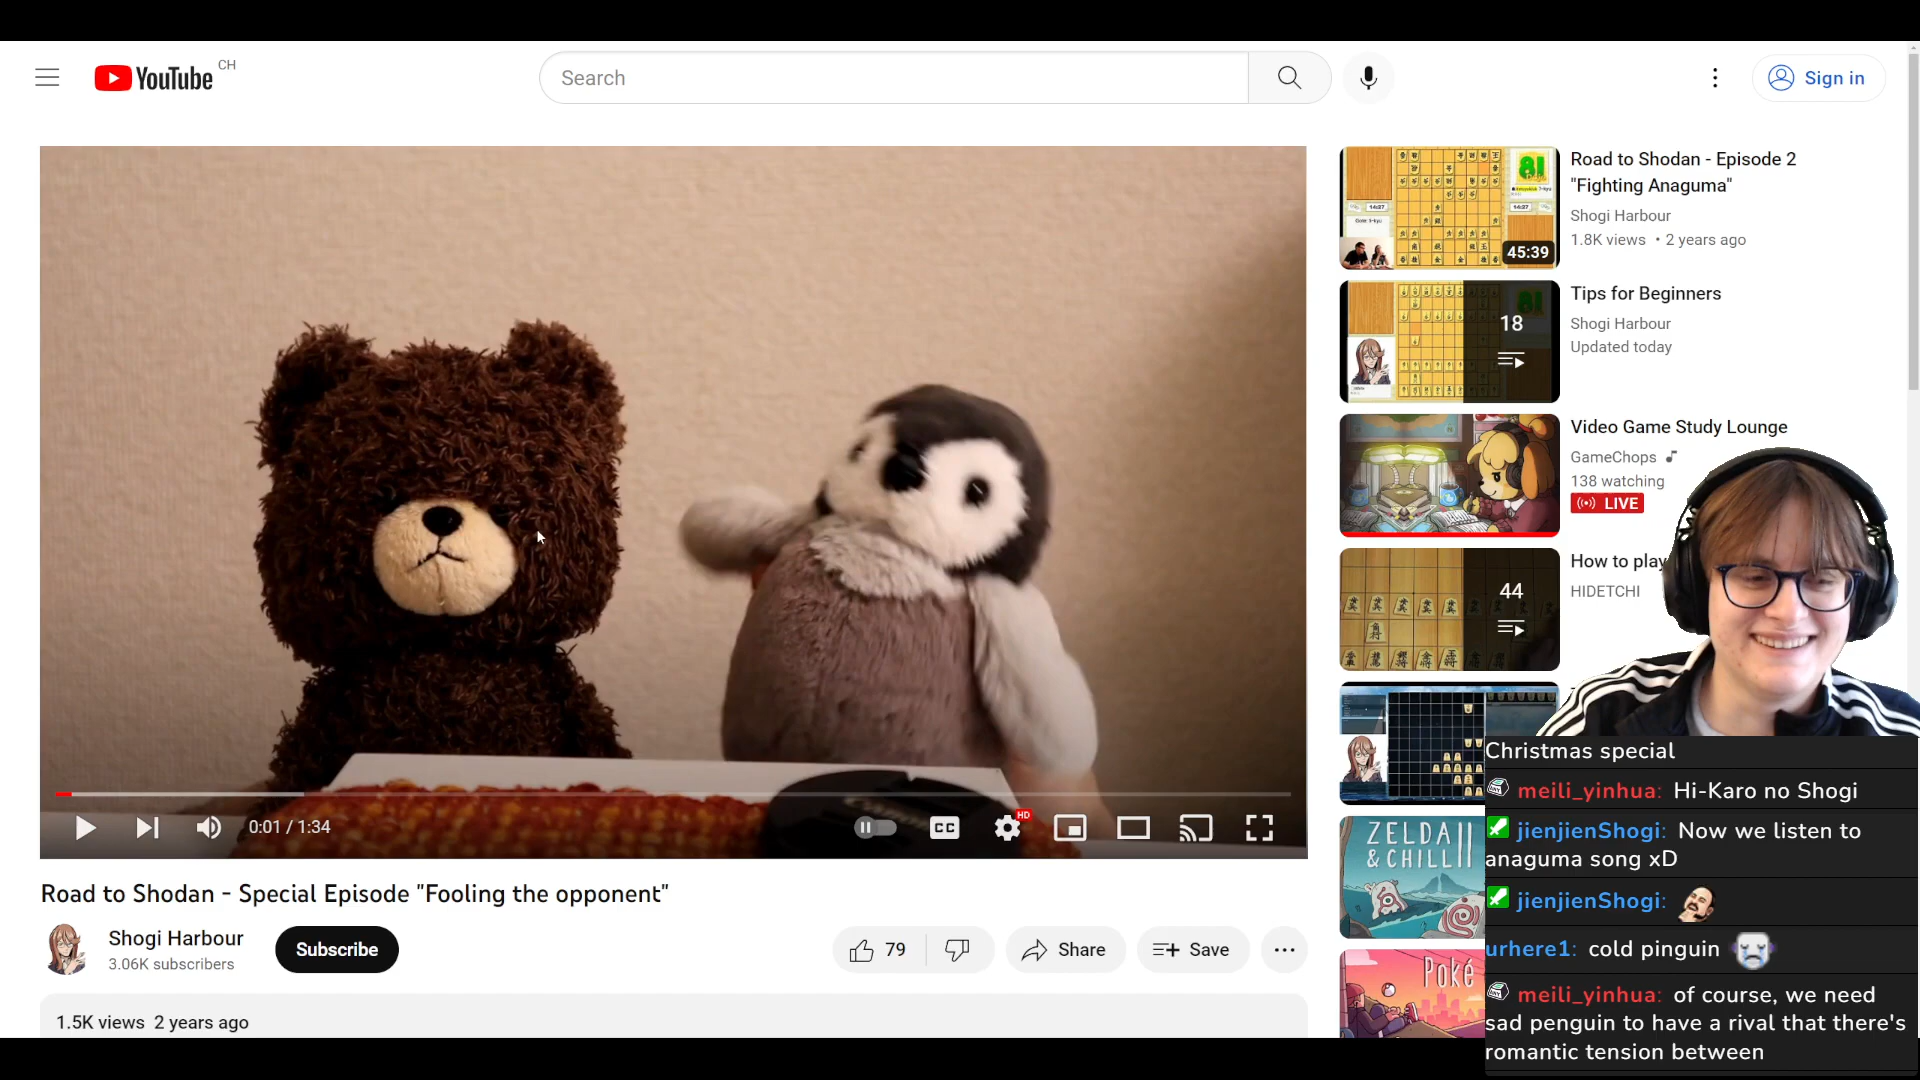 YouTube CH
Search
Sign in
Road to Shodan - Episode 2
"Fighting Anaguma"
Shogi Harbour
1.8K views • 2 years ago
45:39
Tips for Beginners
Shogi Harbour
Updated today
18
Video Game Study Lounge
GameChops
138 watching
LIVE
How to play
HIDETCHI
44
ZELDA
& CHILL II
Poké
0:01 / 1:34
CC
HD
Road to Shodan - Special Episode "Fooling the opponent"
Shogi Harbour
3.06K subscribers
Subscribe
79
Share
Save
1.5K views 2 years ago
Christmas special
meili_yinhua: Hi-Karo no Shogi
jienjienShogi: Now we listen to
anaguma song xD
jienjienShogi:
urhere1: cold pinguin
meili_yinhua: of course, we need
sad penguin to have a rival that there's
romantic tension between